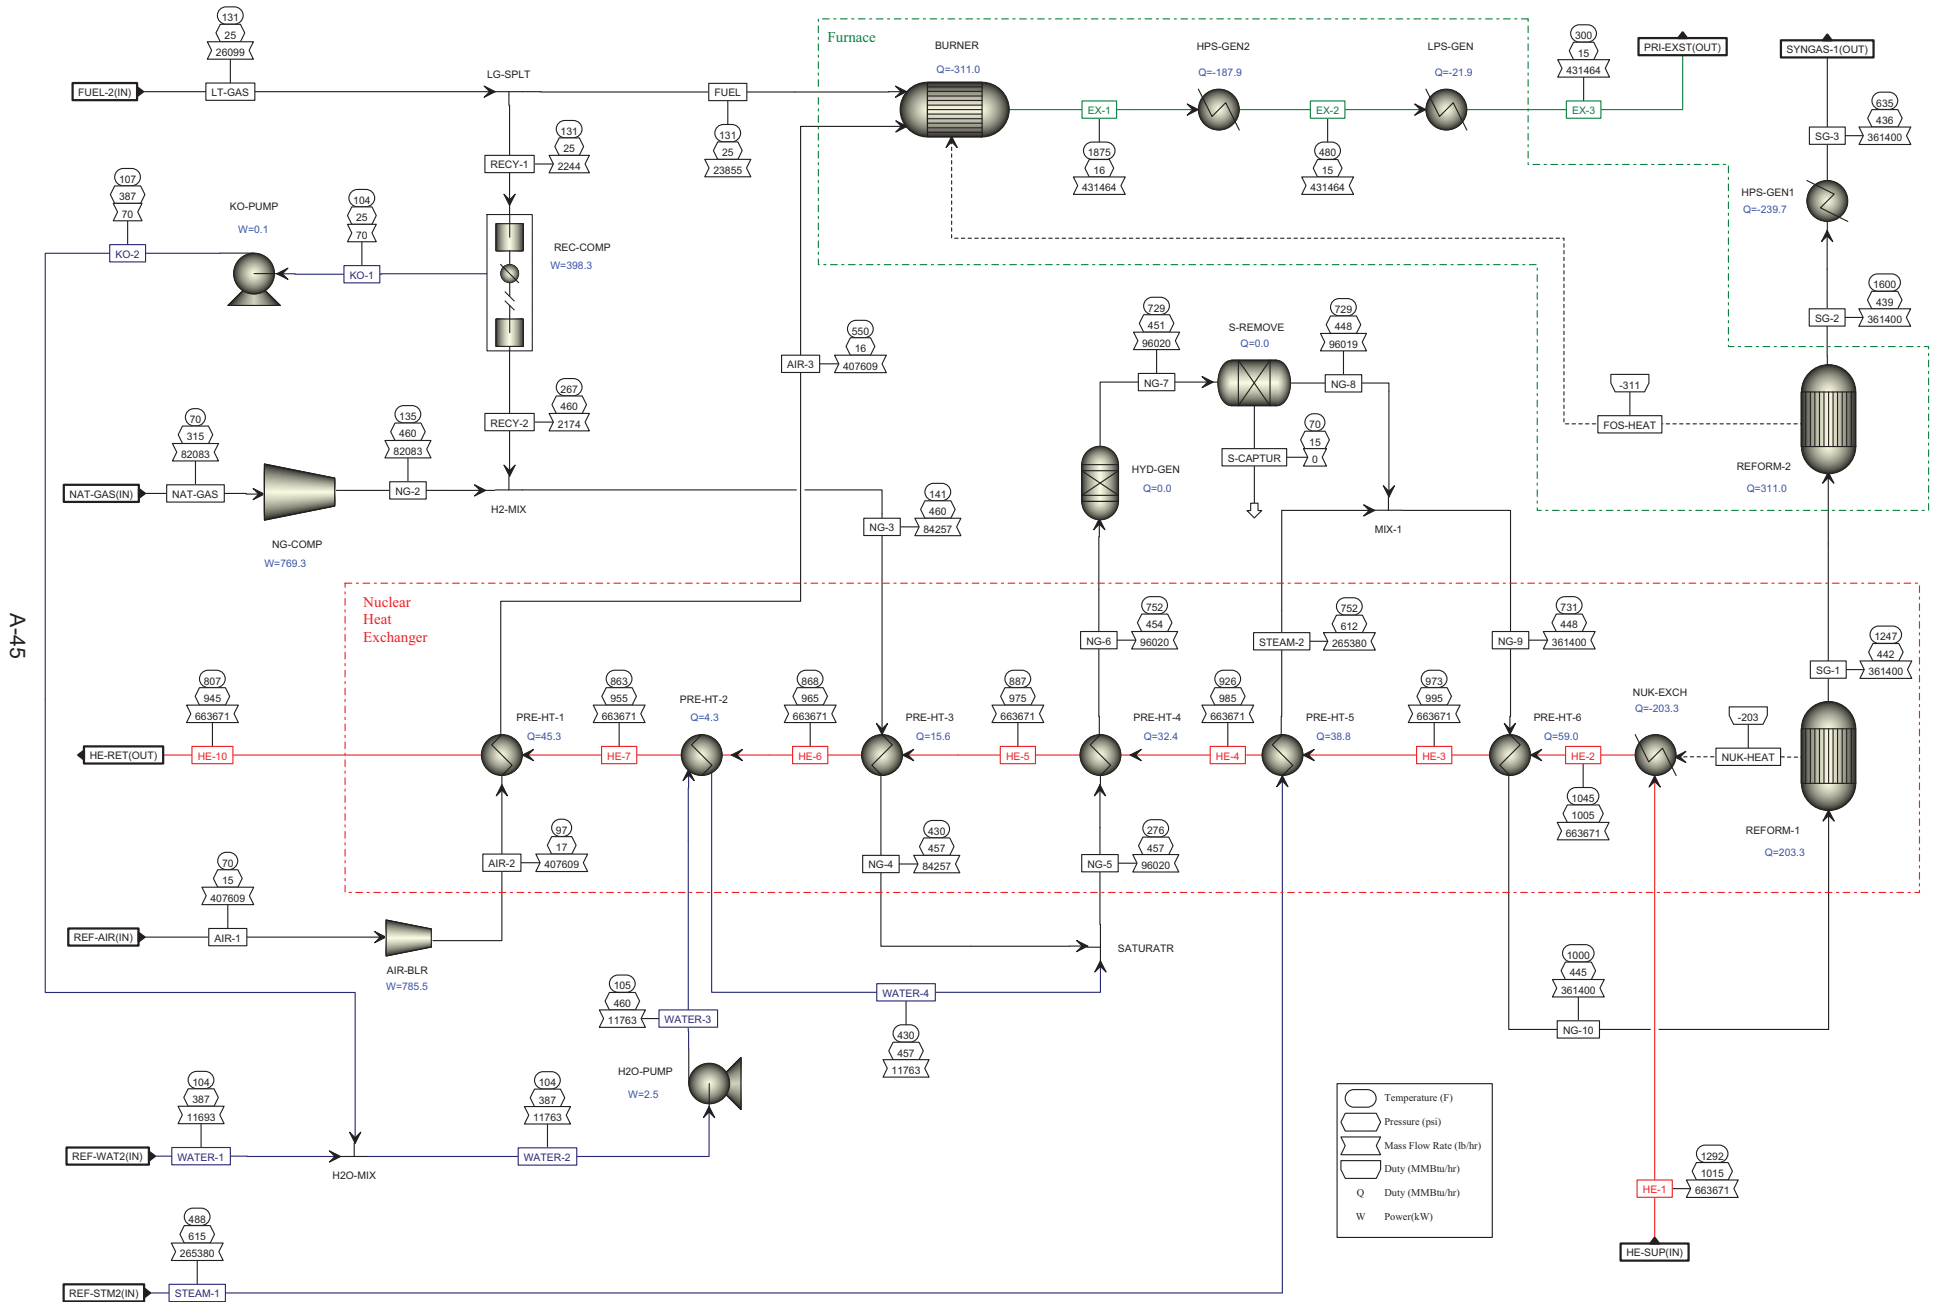 131
25
26099
FUEL-2(IN)
LT-GAS
LG-SPLT
FUEL
131
25
23855
131
25
RECY-1
2244
Furnace
BURNER
Q=-311.0
HPS-GEN2
Q=-187.9
LPS-GEN
Q=-21.9
300
15
431464
PRI-EXST(OUT)
SYNGAS-1(OUT)
EX-1
EX-2
EX-3
1875
16
431464
480
15
431464
635
436
SG-3
361400
HPS-GEN1
Q=-239.7
1600
439
SG-2
361400
107
387
70
KO-2
KO-PUMP
W=0.1
104
25
70
KO-1
REC-COMP
W=398.3
550
16
AIR-3
407609
729
451
96020
NG-7
S-REMOVE
Q=0.0
729
448
96019
NG-8
70
15
S-CAPTUR
0
-311
FOS-HEAT
REFORM-2
Q=311.0
267
460
RECY-2
2174
70
315
82083
NAT-GAS(IN)
NAT-GAS
135
460
82083
NG-2
H2-MIX
NG-COMP
W=769.3
141
460
NG-3
84257
HYD-GEN
Q=0.0
MIX-1
Nuclear
Heat
Exchanger
752
454
NG-6
96020
752
612
STEAM-2
265380
731
448
NG-9
361400
1247
442
SG-1
361400
807
945
663671
HE-RET(OUT)
HE-10
PRE-HT-1
Q=45.3
863
955
663671
HE-7
PRE-HT-2
Q=4.3
868
965
663671
HE-6
PRE-HT-3
Q=15.6
887
975
663671
HE-5
PRE-HT-4
Q=32.4
926
985
663671
HE-4
PRE-HT-5
Q=38.8
973
995
663671
HE-3
PRE-HT-6
Q=59.0
HE-2
1045
1005
663671
NUK-EXCH
Q=-203.3
-203
NUK-HEAT
REFORM-1
Q=203.3
97
17
AIR-2
407609
430
457
NG-4
84257
276
457
NG-5
96020
70
15
407609
REF-AIR(IN)
AIR-1
AIR-BLR
W=785.5
SATURATR
105
460
11763
WATER-3
WATER-4
430
457
11763
1000
445
361400
NG-10
H2O-PUMP
W=2.5
104
387
11693
REF-WAT2(IN)
WATER-1
H2O-MIX
104
387
11763
WATER-2
488
615
265380
REF-STM2(IN)
STEAM-1
Temperature (F)
Pressure (psi)
Mass Flow Rate (lb/hr)
Duty (MMBtu/hr)
Q Duty (MMBtu/hr)
W Power(kW)
1292
1015
HE-1
663671
HE-SUP(IN)
A-45